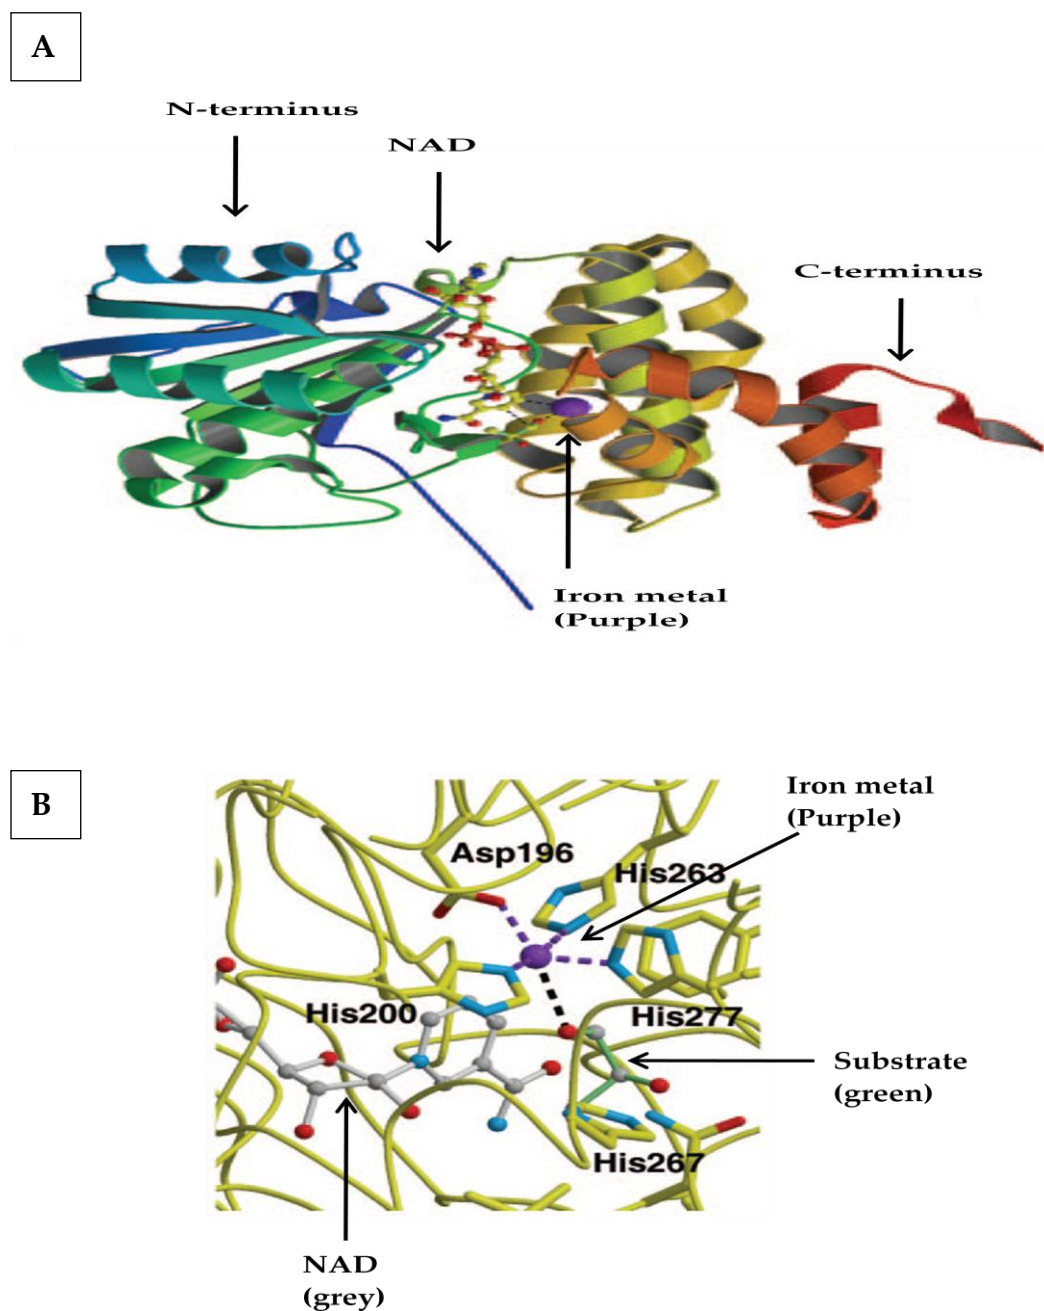 A
N-terminus
NAD
C-terminus
Iron metal
(Purple)
B
Iron metal
(Purple)
Asp196
His263
His200
His277
Substrate
(green)
His267
NAD
(grey)